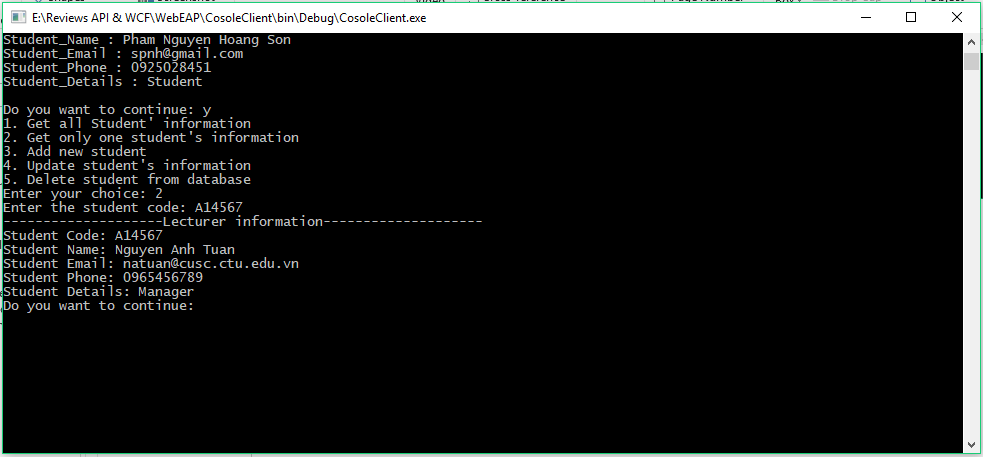 E:\Reviews API & WCF\WebEAP\CosoleClient\bin\Debug\CosoleClient.exe
Student_Name : Pham Nguyen Hoang Son
Student_Email : spnh@gmail.com
Student_Phone : 0925028451
Student_Details : Student
Do you want to continue: y
1. Get all Student' information
2. Get only one student's information
3. Add new student
4. Update student's information
5. Delete student from database
Enter your choice: 2
Enter the student code: A14567
--------------------Lecturer information--------------------
Student Code: A14567
Student Name: Nguyen Anh Tuan
Student Email: natuan@cusc.ctu.edu.vn
Student Phone: 0965456789
Student Details: Manager
Do you want to continue: